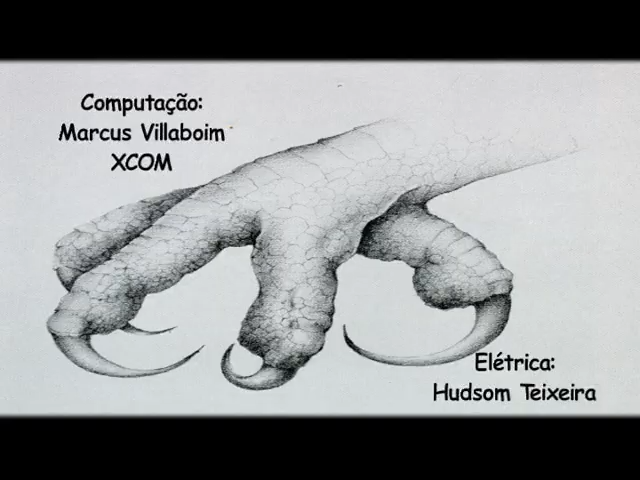 Computação:
Marcus Villaboim
XCOM
Elétrica:
Hudsom Teixeira